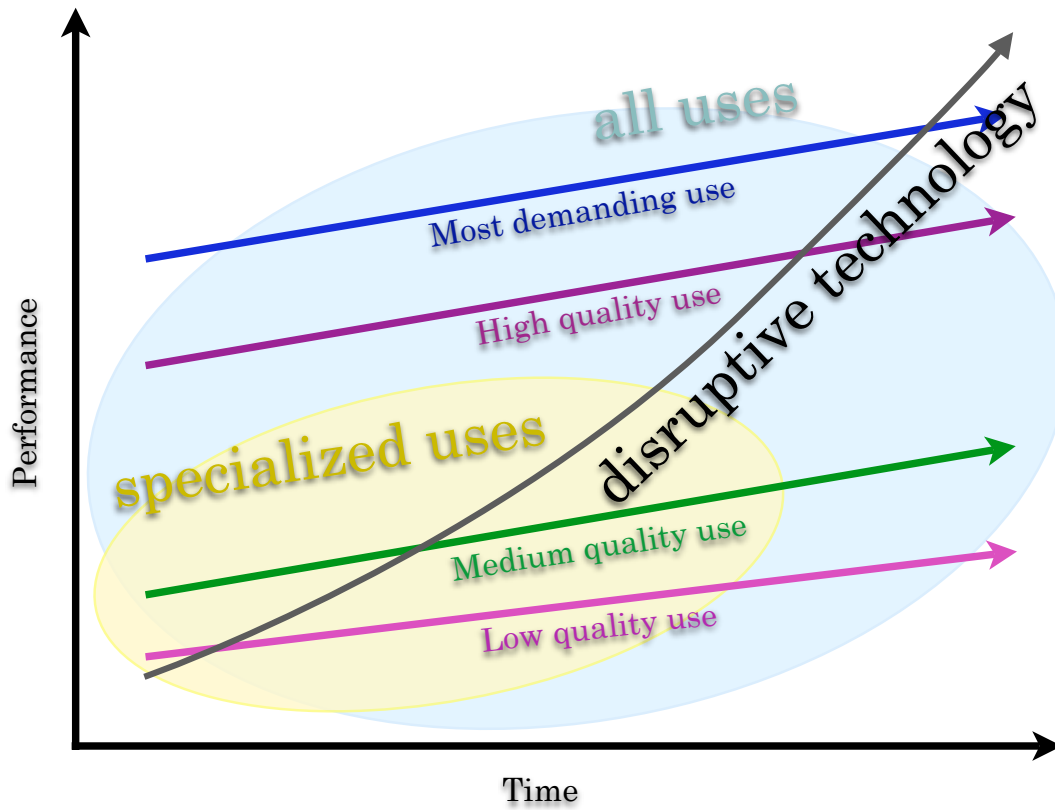 all uses
Most demanding use
High quality use
disruptive technology
specialized uses
Medium quality use
Low quality use
Performance
Time